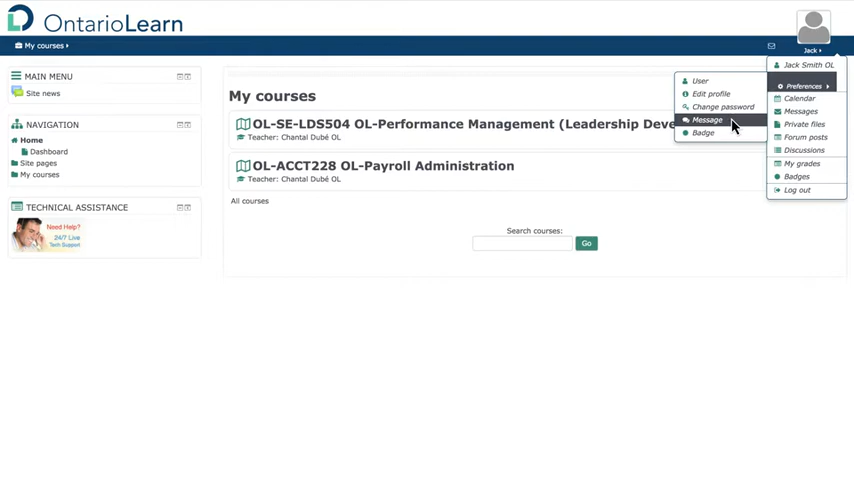 OntarioLearn
My courses
Jack
Jack Smith OL
Preferences
Calendar
Messages
Private files
Forum posts
Discussions
My grades
Badges
Log out
User
Edit profile
Change password
Message
Badge
MAIN MENU
Site news
NAVIGATION
Home
Dashboard
Site pages
My courses
TECHNICAL ASSISTANCE
Need Help?
24/7 Live
Tech Support
My courses
OL-SE-LDS504 OL-Performance Management (Leadership Deve
Teacher: Chantal Dubé OL
OL-ACCT228 OL-Payroll Administration
Teacher: Chantal Dubé OL
All courses
Search courses:
Go